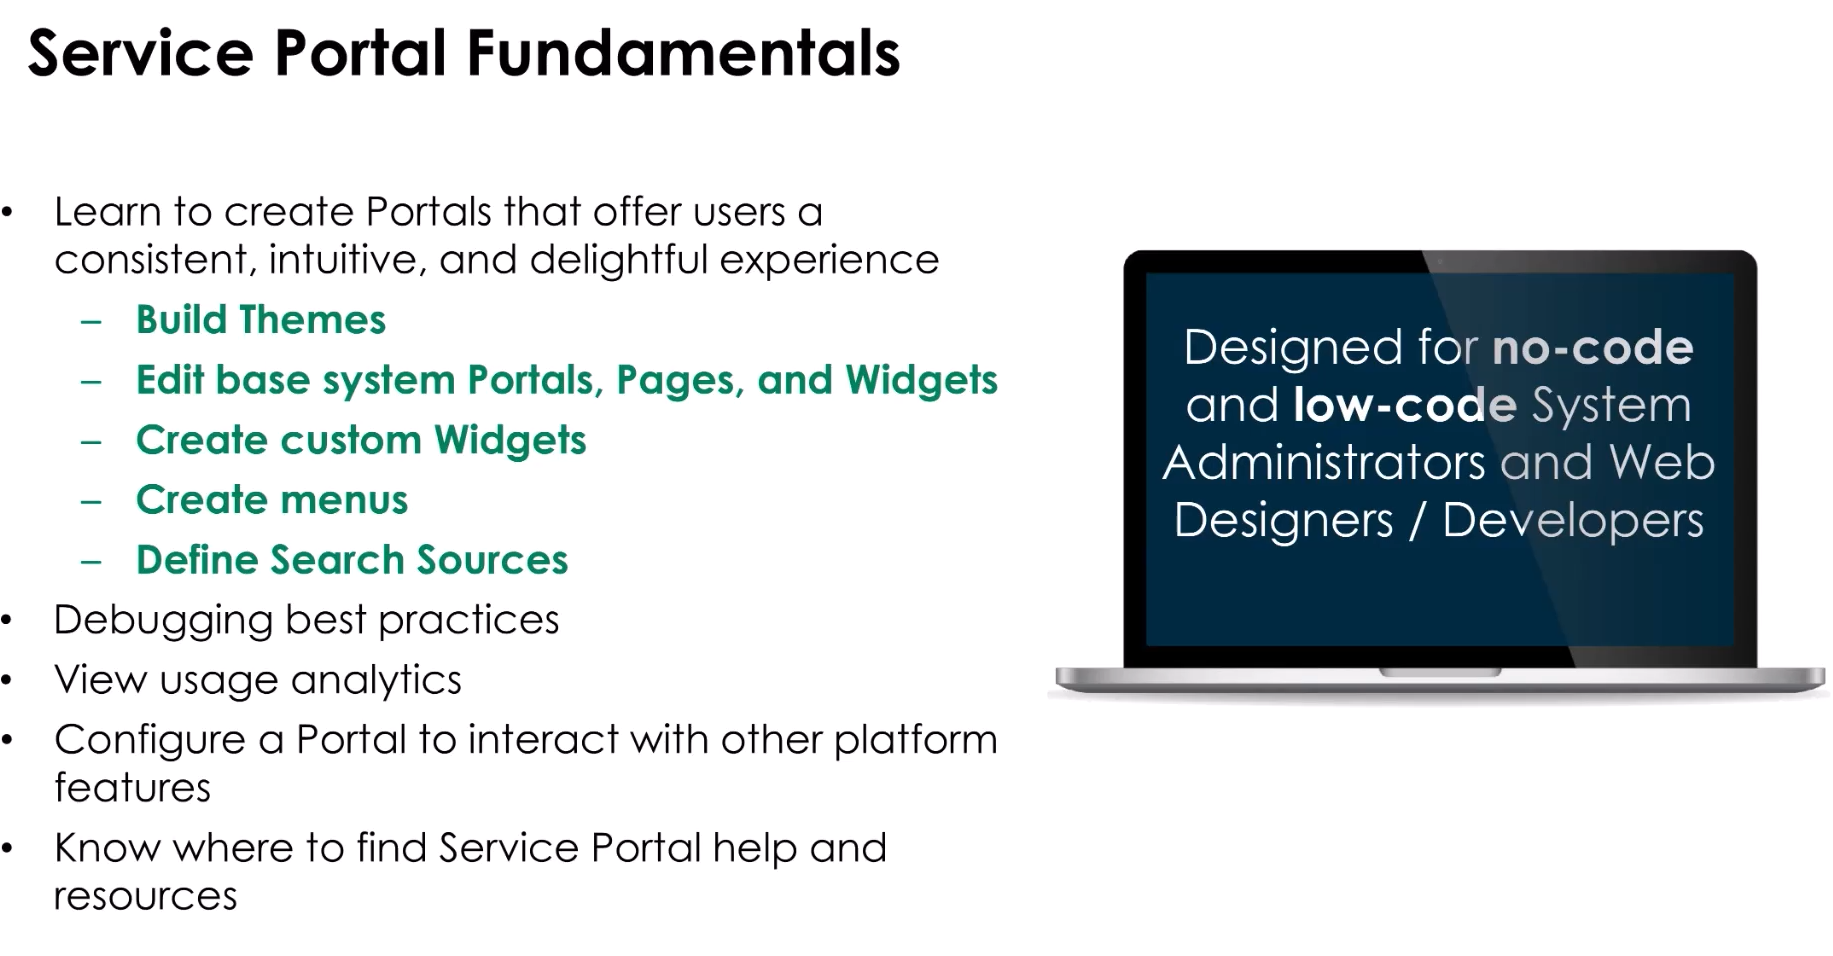 Service Portal Fundamentals
• Learn to create Portals that offer users a
consistent, intuitive, and delightful experience
– Build Themes
– Edit base system Portals, Pages, and Widgets
– Create custom Widgets
– Create menus
– Define Search Sources
• Debugging best practices
• View usage analytics
• Configure a Portal to interact with other platform
features
• Know where to find Service Portal help and
resources
Designed for no-code
and low-code System
Administrators and Web
Designers / Developers